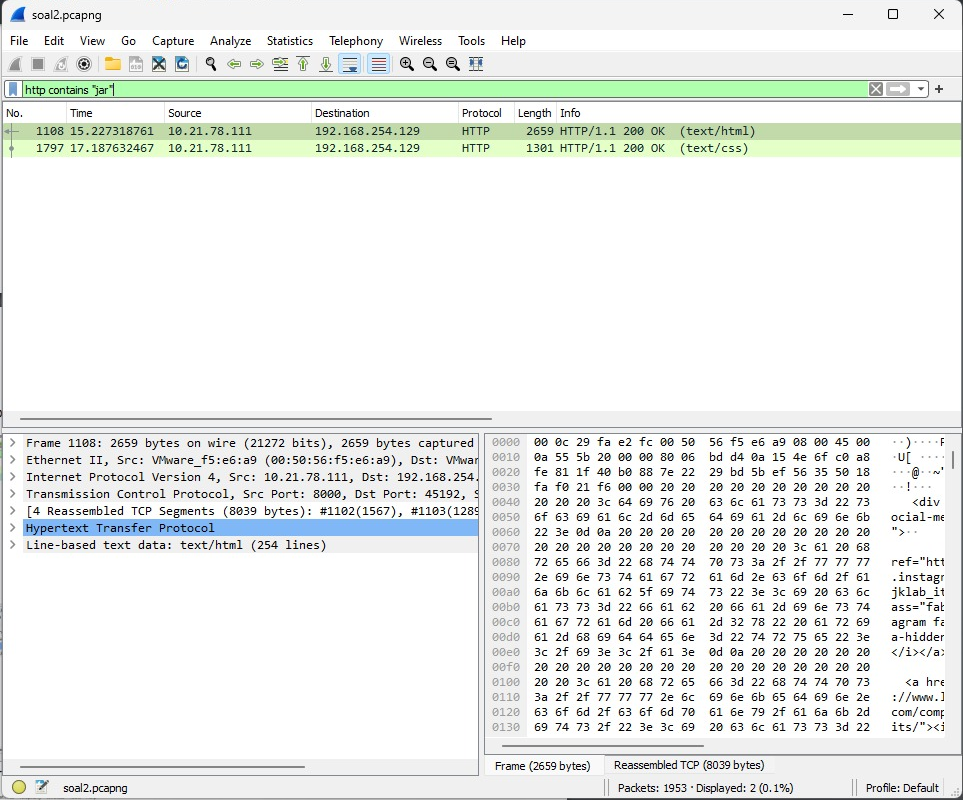 soal2.pcapng
File Edit View Go Capture Analyze Statistics Telephony Wireless Tools Help
http contains "jar"
No. Time Source Destination Protocol Length Info
1108 15.227318761 10.21.78.111 192.168.254.129 HTTP 2659 HTTP/1.1 200 OK (text/html)
1797 17.187632467 10.21.78.111 192.168.254.129 HTTP 1301 HTTP/1.1 200 OK (text/css)
Frame 1108: 2659 bytes on wire (21272 bits), 2659 bytes captured
Ethernet II, Src: VMware_f5:e6:a9 (00:50:56:f5:e6:a9), Dst: VMwar
Internet Protocol Version 4, Src: 10.21.78.111, Dst: 192.168.254.
Transmission Control Protocol, Src Port: 8000, Dst Port: 45192, S
[4 Reassembled TCP Segments (8039 bytes): #1102(1567), #1103(1289
Hypertext Transfer Protocol
Line-based text data: text/html (254 lines)
0000 00 0c 29 fa e2 fc 00 50 56 f5 e6 a9 08 00 45 00 ··)····P
0010 0a 55 5b 20 00 00 80 06 bd d4 0a 15 4e 6f c0 a8 ·U[ ····
0020 fe 81 1f 40 b0 88 7e 22 29 bd 5b ef 56 35 50 18 ···@··~"
0030 fa f0 21 f6 00 00 20 20 20 20 20 20 20 20 20 20 ··!···
0040 20 20 20 3c 64 69 76 20 63 6c 61 73 73 3d 22 73 <div
0050 6f 63 69 61 6c 2d 6d 65 64 69 61 2d 6c 69 6e 6b ocial-me
0060 22 3e 0d 0a 20 20 20 20 20 20 20 20 20 20 20 20 ">··
0070 20 20 20 20 20 20 20 20 20 20 20 20 3c 61 20 68
0080 72 65 66 3d 22 68 74 74 70 73 3a 2f 2f 77 77 77 ref="htt
0090 2e 69 6e 73 74 61 67 72 61 6d 2e 63 6f 6d 2f 61 .instagr
00a0 6a 6b 6c 61 62 5f 69 74 73 22 3e 3c 69 20 63 6c jklab_it
00b0 61 73 73 3d 22 66 61 62 20 66 61 2d 69 6e 73 74 ass="fab
00c0 61 67 72 61 6d 20 66 61 2d 32 78 22 20 61 72 69 agram fa
00d0 61 2d 68 69 64 64 65 6e 3d 22 74 72 75 65 22 3e a-hidden
00e0 3c 2f 69 3e 3c 2f 61 3e 0d 0a 20 20 20 20 20 20 </i></a>
00f0 20 20 20 20 20 20 20 20 20 20 20 20 20 20 20 20
0100 20 20 3c 61 20 68 72 65 66 3d 22 68 74 74 70 73 <a hre
0110 3a 2f 2f 77 77 77 2e 6c 69 6e 6b 65 64 69 6e 2e ://www.l
0120 63 6f 6d 2f 63 6f 6d 70 61 6e 79 2f 61 6a 6b 2d com/comp
0130 69 74 73 2f 22 3e 3c 69 20 63 6c 61 73 73 3d 22 its/"><i
Frame (2659 bytes) Reassembled TCP (8039 bytes)
soal2.pcapng Packets: 1953 · Displayed: 2 (0.1%) Profile: Default